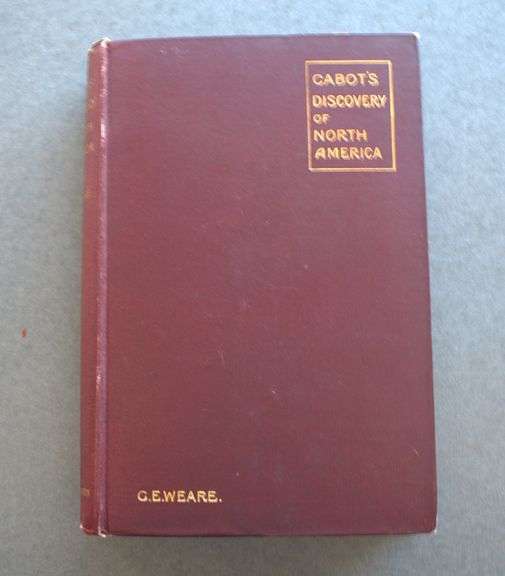 CABOT'S
DISCOVERY
OF
NORTH
AMERICA
G.E.WEARE.